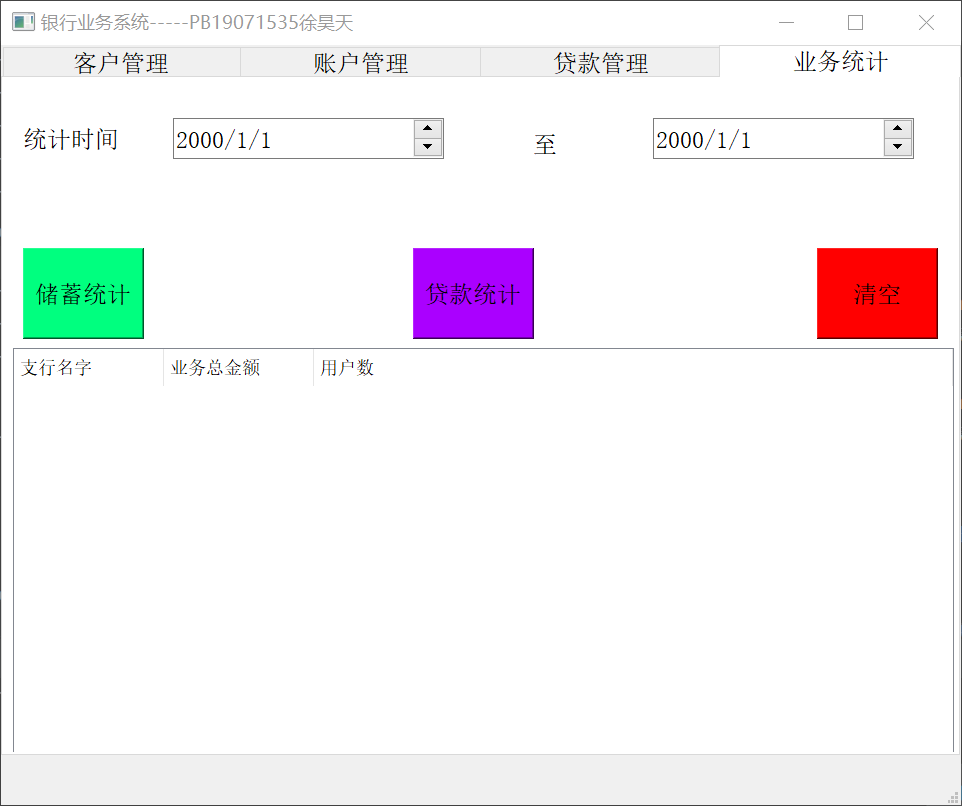 银行业务系统-----PB19071535徐昊天
客户管理 账户管理 贷款管理 业务统计
统计时间 2000/1/1 至 2000/1/1
储蓄统计 贷款统计 清空
支行名字 业务总金额 用户数